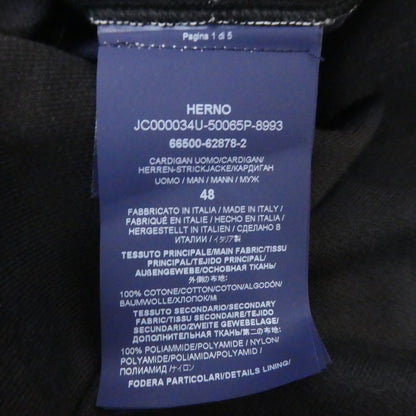 Pagina 1 di 5
HERNO
JC000034U-50065P-8993
66500-62878-2
CARDIGAN UOMO/CARDIGAN/
HERREN-STRICKJACKE/КАРДИГАН
UOMO / MAN / MANN / МУЖ
48
FABBRICATO IN ITALIA / MADE IN ITALY /
FABRIQUÉ EN ITALIE / HECHO EN ITALIA /
HERGESTELLT IN ITALIEN / СДЕЛАНО В
ИТАЛИИ / イタリア製
TESSUTO PRINCIPALE/MAIN FABRIC/TISSU
PRINCIPAL/TEJIDO PRINCIPAL/
AUßENGEWEBE/ОСНОВНАЯ ТКАНЬ/
外側の布地:
100% COTONE/COTTON/COTON/ALGODÓN/
BAUMWOLLE/ХЛОПОК/綿
TESSUTO SECONDARIO/SECONDARY
FABRIC/TISSU SECONDAIRE/TEJIDO
SECUNDARIO/ZWEITE GEWEBELAGE/
ДОПОЛНИТЕЛЬНАЯ ТКАНЬ/第二の布地:
100% POLIAMMIDE/POLYAMIDE / NYLON/
POLYAMIDE/POLIAMIDA/POLYAMID/
ПОЛИАМИД / ナイロン
FODERA PARTICOLARI/DETAILS LINING/